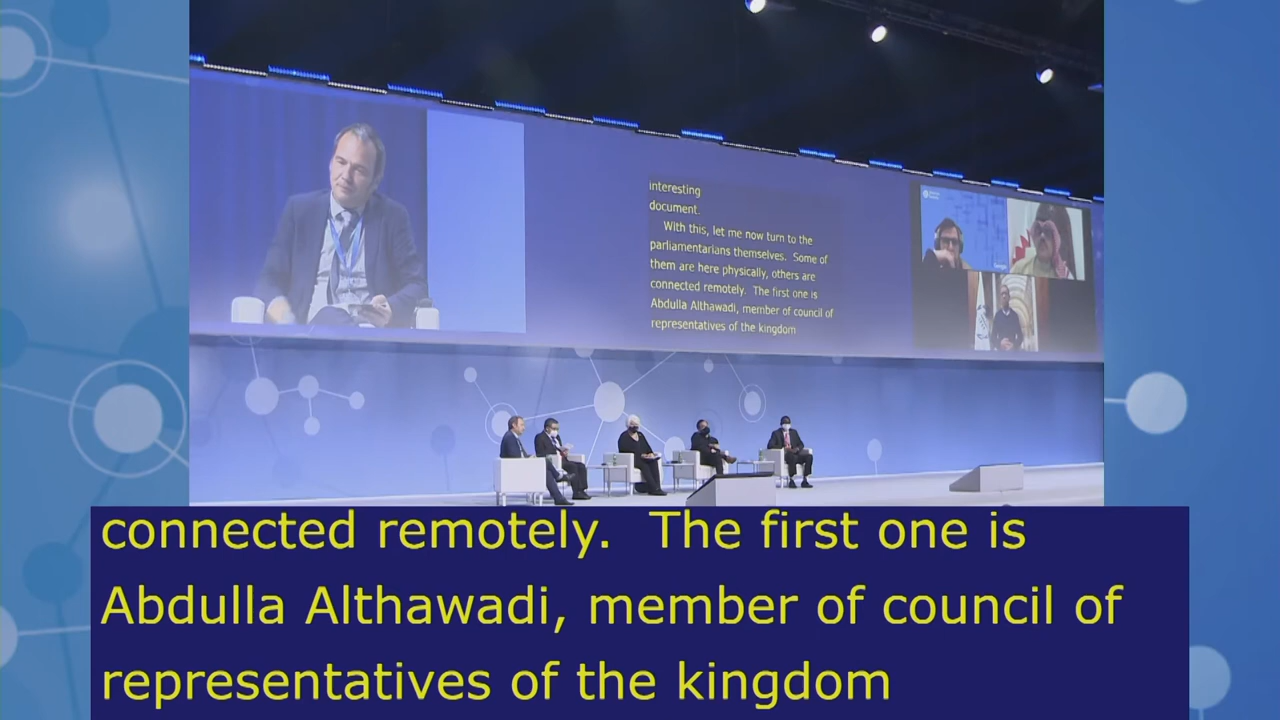 interesting
document.
With this, let me now turn to the
parliamentarians themselves. Some of
them are here physically, others are
connected remotely. The first one is
Abdulla Althawadi, member of council of
representatives of the kingdom
connected remotely. The first one is
Abdulla Althawadi, member of council of
representatives of the kingdom